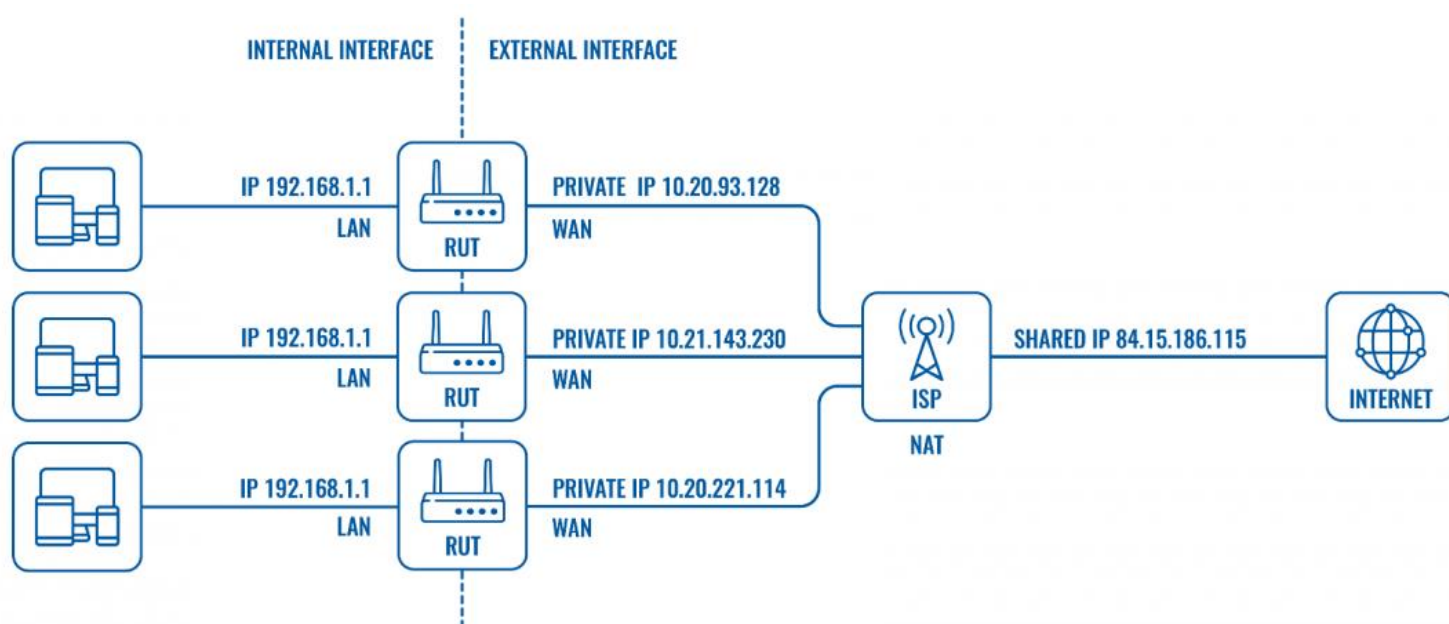 INTERNAL INTERFACE
EXTERNAL INTERFACE
IP 192.168.1.1
LAN
RUT
PRIVATE IP 10.20.93.128
WAN
IP 192.168.1.1
LAN
RUT
PRIVATE IP 10.21.143.230
WAN
IP 192.168.1.1
LAN
RUT
PRIVATE IP 10.20.221.114
WAN
ISP
NAT
SHARED IP 84.15.186.115
INTERNET